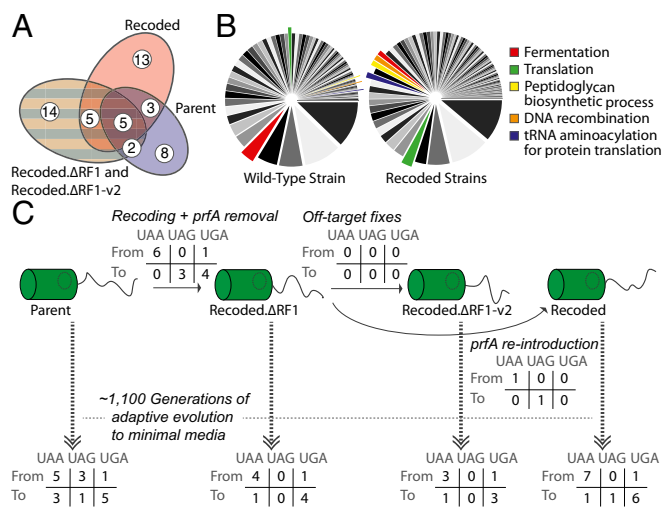 A
Recoded
13
3
Parent
14
5
5
2
8
Recoded.ΔRF1 and
Recoded.ΔRF1-v2
B
Wild-Type Strain
Recoded Strains
Fermentation
Translation
Peptidoglycan
biosynthetic process
DNA recombination
tRNA aminoacylation
for protein translation
C
Recoding + prfA removal
UAA UAG UGA
From 6 0 1
To 0 3 4
Off-target fixes
UAA UAG UGA
From 0 0 0
To 0 0 0
Parent
Recoded.ΔRF1
Recoded.ΔRF1-v2
Recoded
prfA re-introduction
UAA UAG UGA
From 1 0 0
To 0 1 0
~1,100 Generations of
adaptive evolution
to minimal media
UAA UAG UGA
From 5 3 1
To 3 1 5
UAA UAG UGA
From 4 0 1
To 1 0 4
UAA UAG UGA
From 3 0 1
To 1 0 3
UAA UAG UGA
From 7 0 1
To 1 1 6